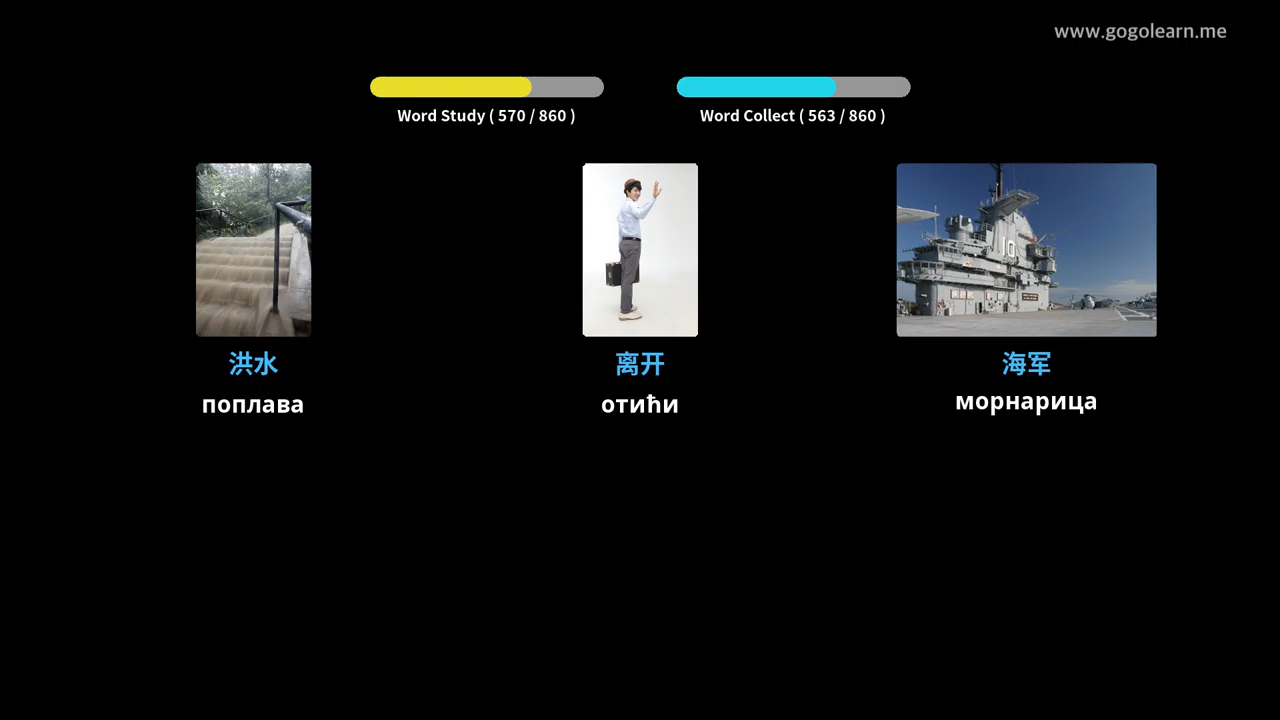 www.gogolearn.me
Word Study ( 570 / 860 )
Word Collect ( 563 / 860 )
洪水
离开
海军
поплава
отићи
морнарица
10